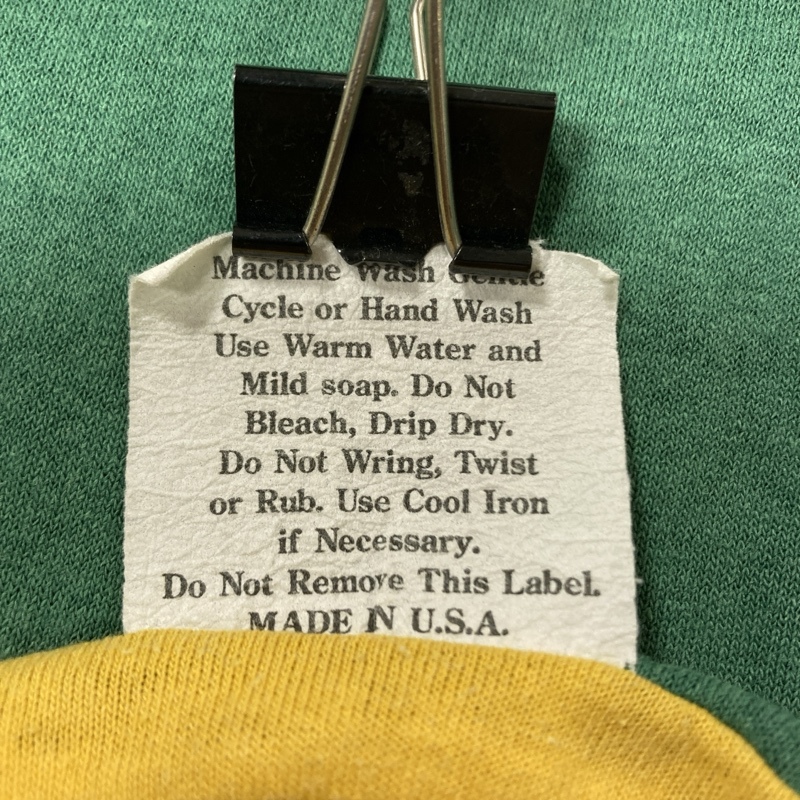 Machine Wash Gentle
Cycle or Hand Wash
Use Warm Water and
Mild soap. Do Not
Bleach, Drip Dry.
Do Not Wring, Twist
or Rub. Use Cool Iron
if Necessary.
Do Not Remove This Label.
MADE IN U.S.A.